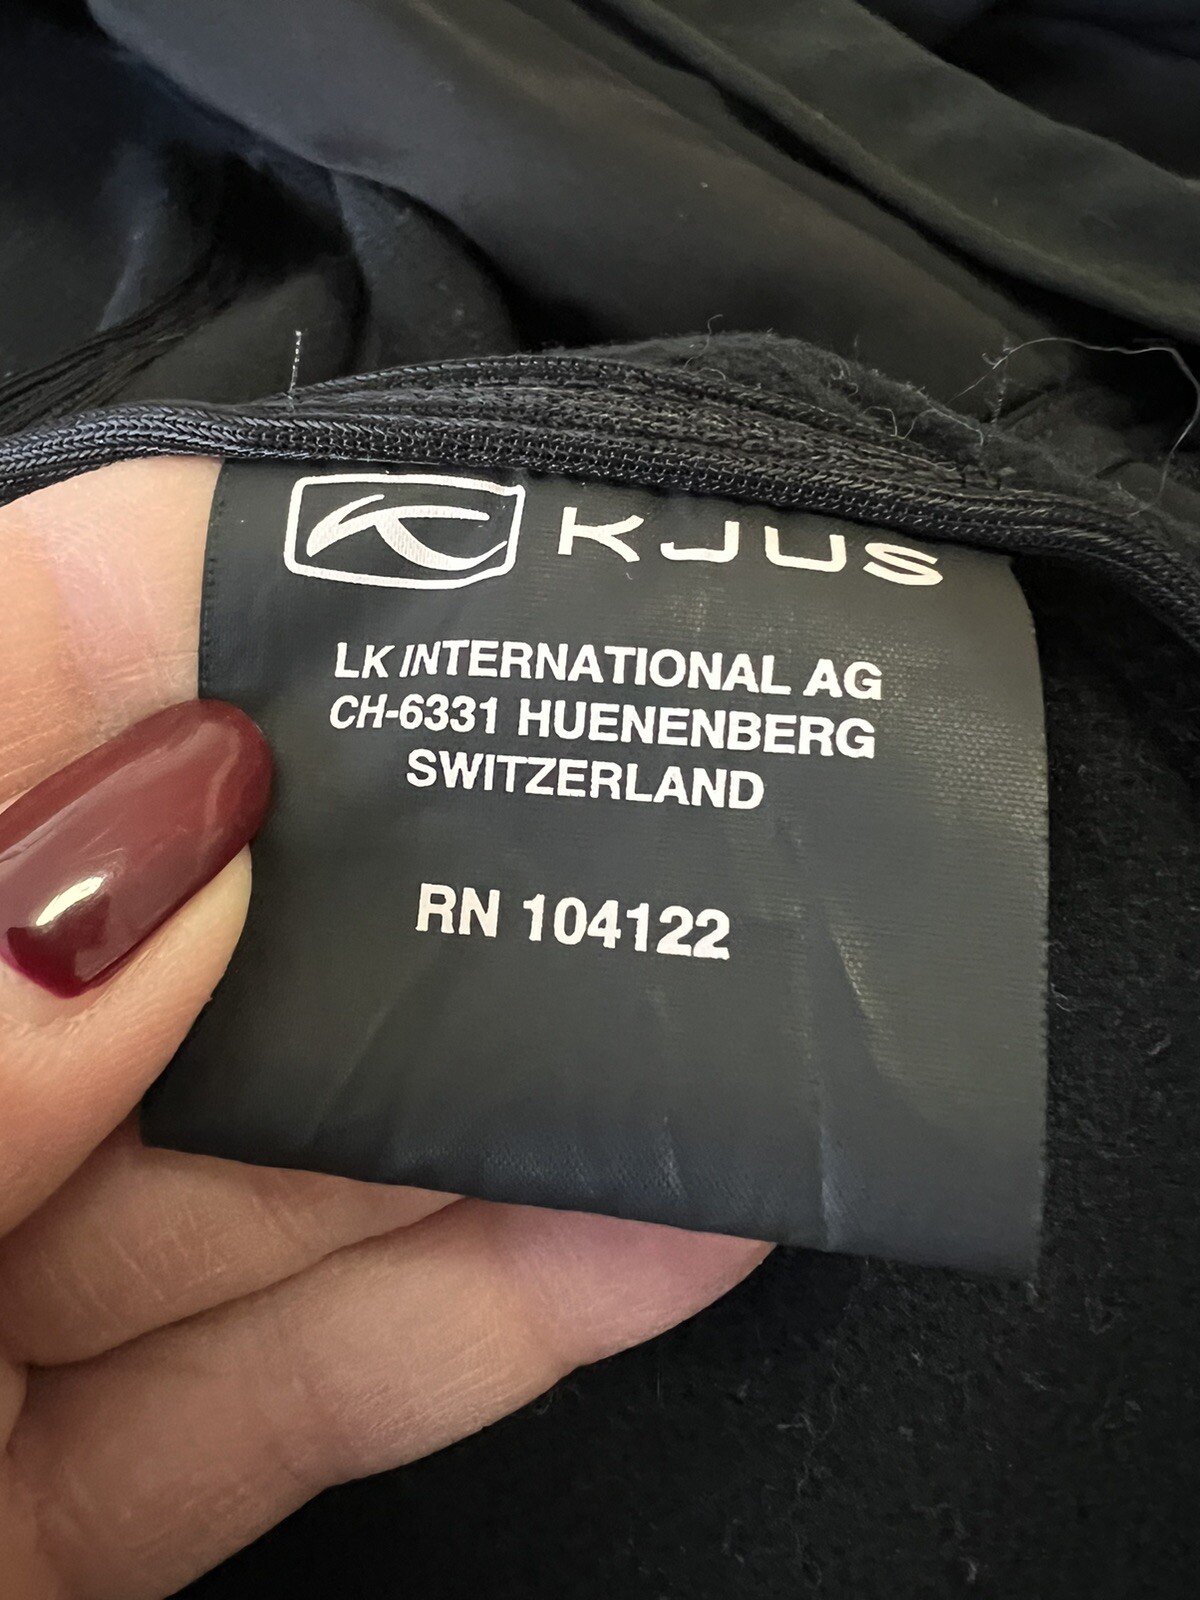 KJUS
LK INTERNATIONAL AG
CH-6331 HUENENBERG
SWITZERLAND
RN 104122